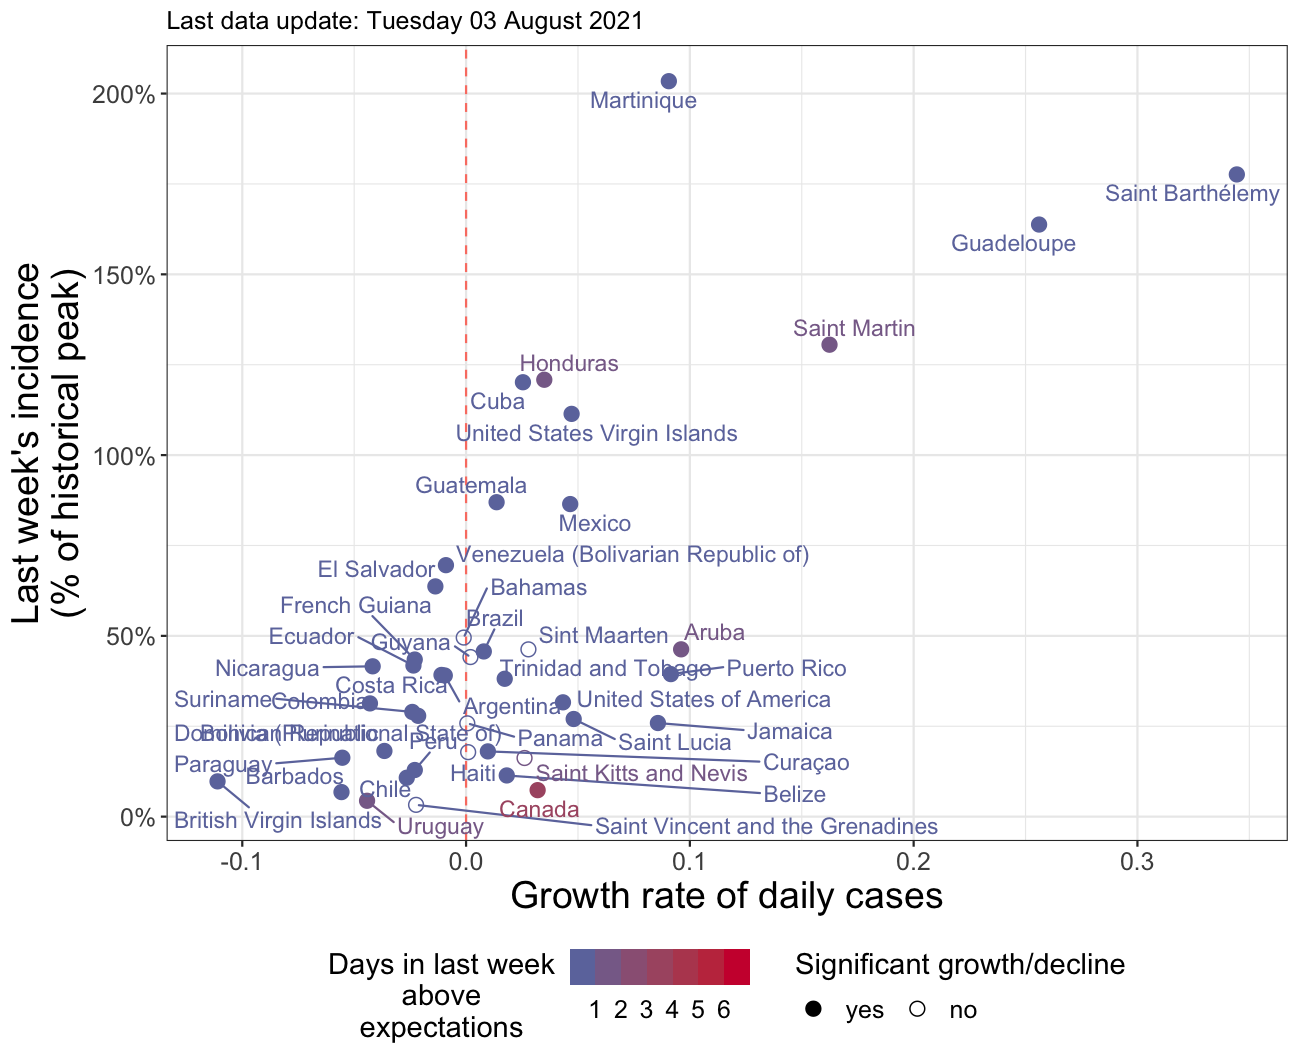 Last data update: Tuesday 03 August 2021
200%
150%
100%
50%
0%
Last week's incidence
(% of historical peak)
Martinique
Saint Barthélemy
Guadeloupe
Saint Martin
Honduras
Cuba
United States Virgin Islands
Guatemala
Mexico
Venezuela (Bolivarian Republic of)
El Salvador
Bahamas
French Guiana
Brazil
Ecuador
Guyana
Sint Maarten
Aruba
Nicaragua
Trinidad and Tobago
Puerto Rico
Costa Rica
Suriname
Colombia
Argentina
United States of America
Dominican Republic
Bolivia (Plurinational State of)
Peru
Panama
Saint Lucia
Jamaica
Paraguay
Barbados
Haiti
Saint Kitts and Nevis
Curaçao
Chile
Belize
British Virgin Islands
Uruguay
Canada
Saint Vincent and the Grenadines
-0.1 0.0 0.1 0.2 0.3
Growth rate of daily cases
Days in last week
above
expectations
1 2 3 4 5 6
Significant growth/decline
yes no